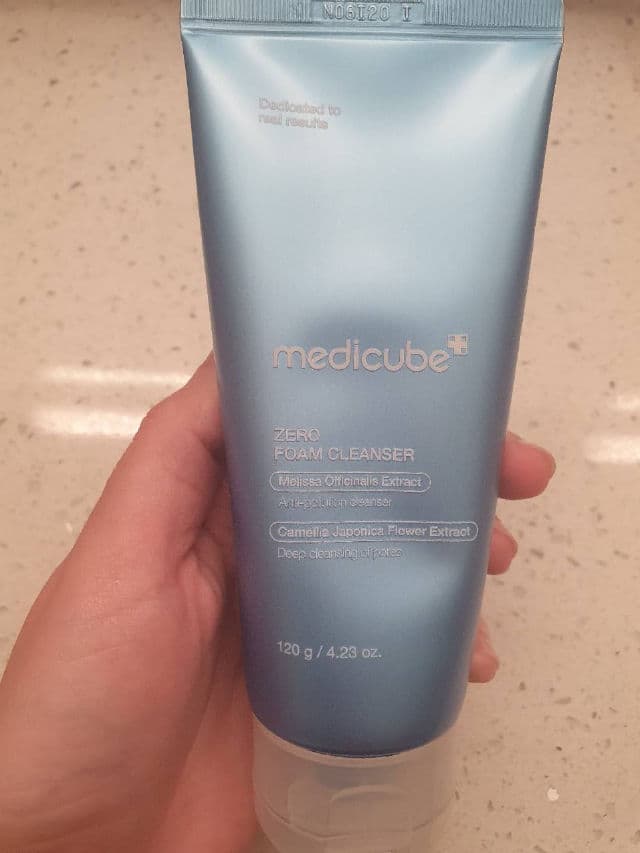 N06I20 I
Dedicated to
real results
medicube
ZERO
FOAM CLEANSER
Melissa Officinalis Extract
Anti-pollution cleanser
Camellia Japonica Flower Extract
Deep cleansing of pores
120 g / 4.23 oz.